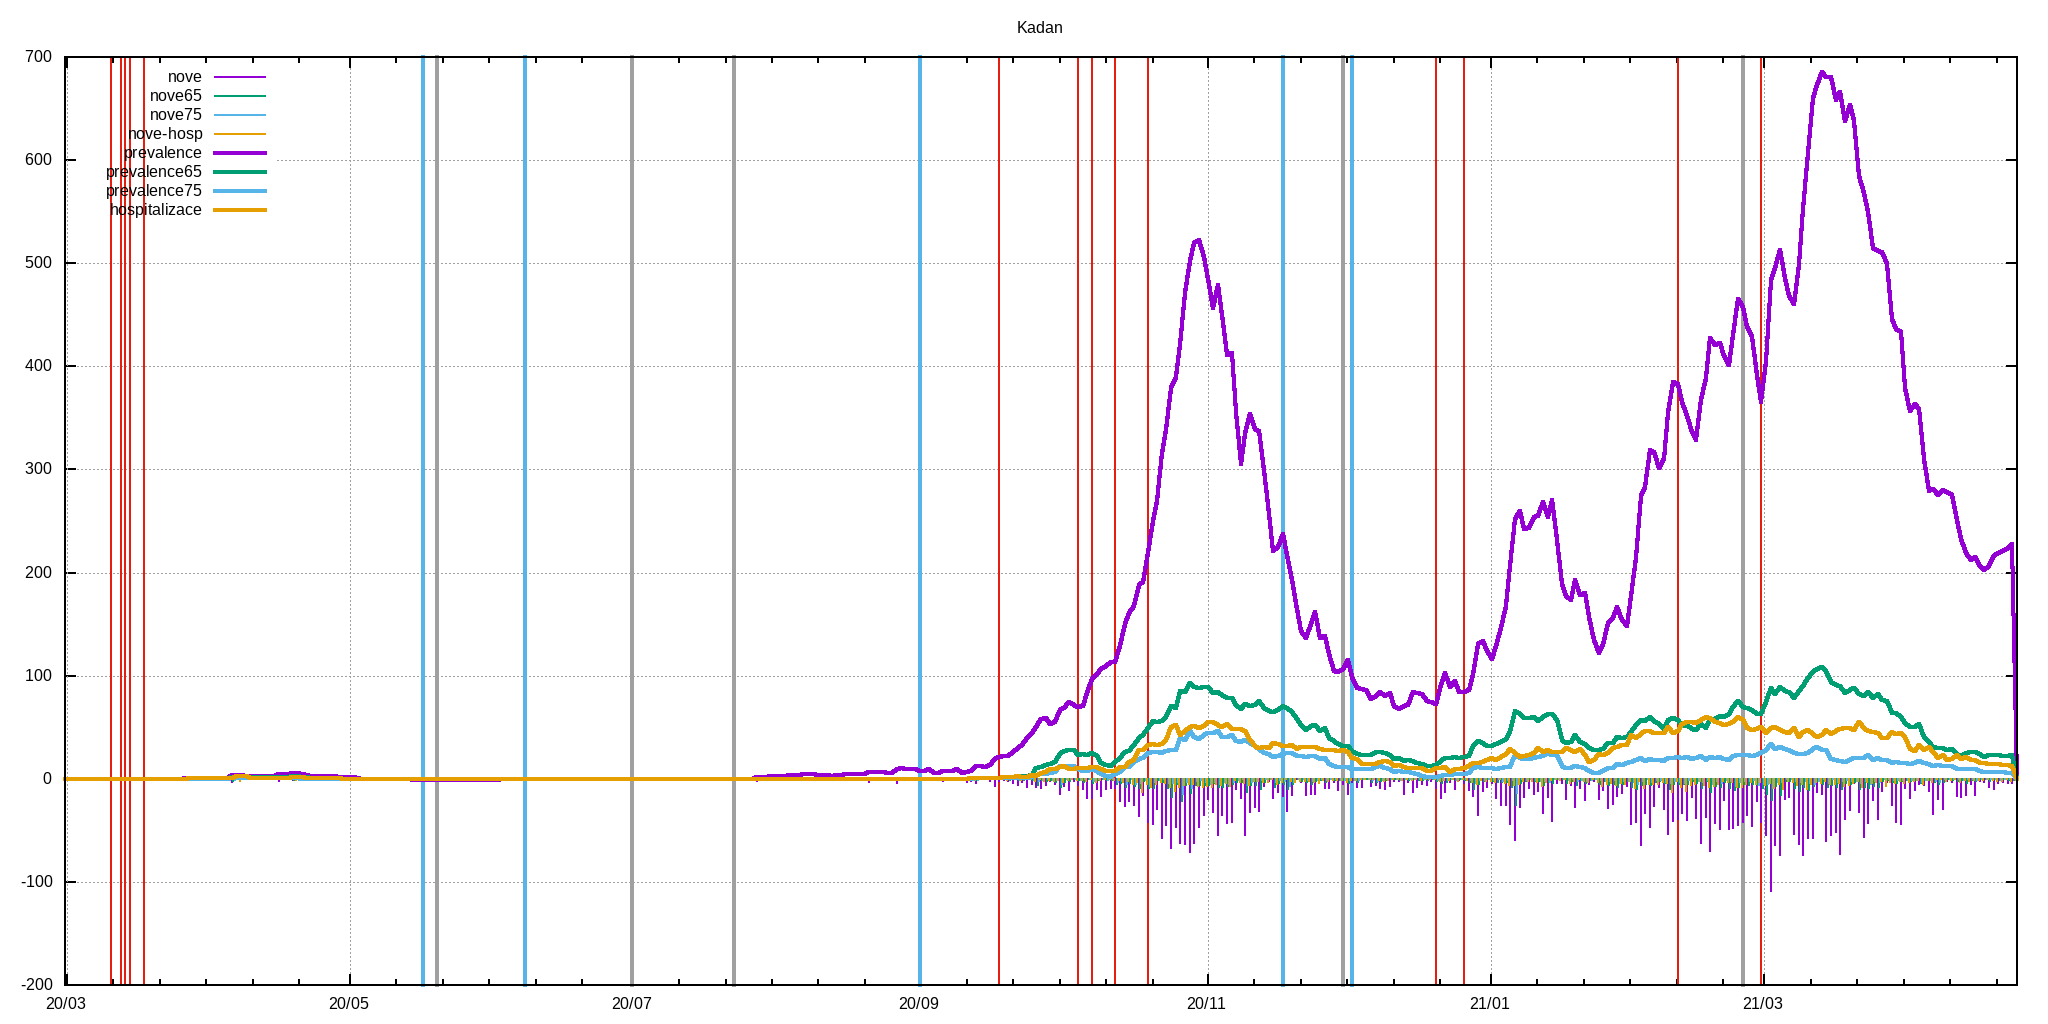 Kadan
700
600
500
400
300
200
100
0
-100
-200
nove
nove65
nove75
nove-hosp
prevalence
prevalence65
prevalence75
hospitalizace
20/03 20/05 20/07 20/09 20/11 21/01 21/03